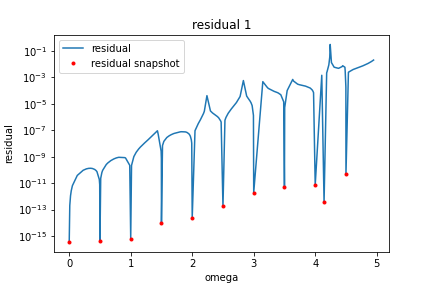 residual 1
residual
residual snapshot
10⁻¹
10⁻³
10⁻⁵
10⁻⁷
10⁻⁹
10⁻¹¹
10⁻¹³
10⁻¹⁵
residual
0 1 2 3 4 5
omega